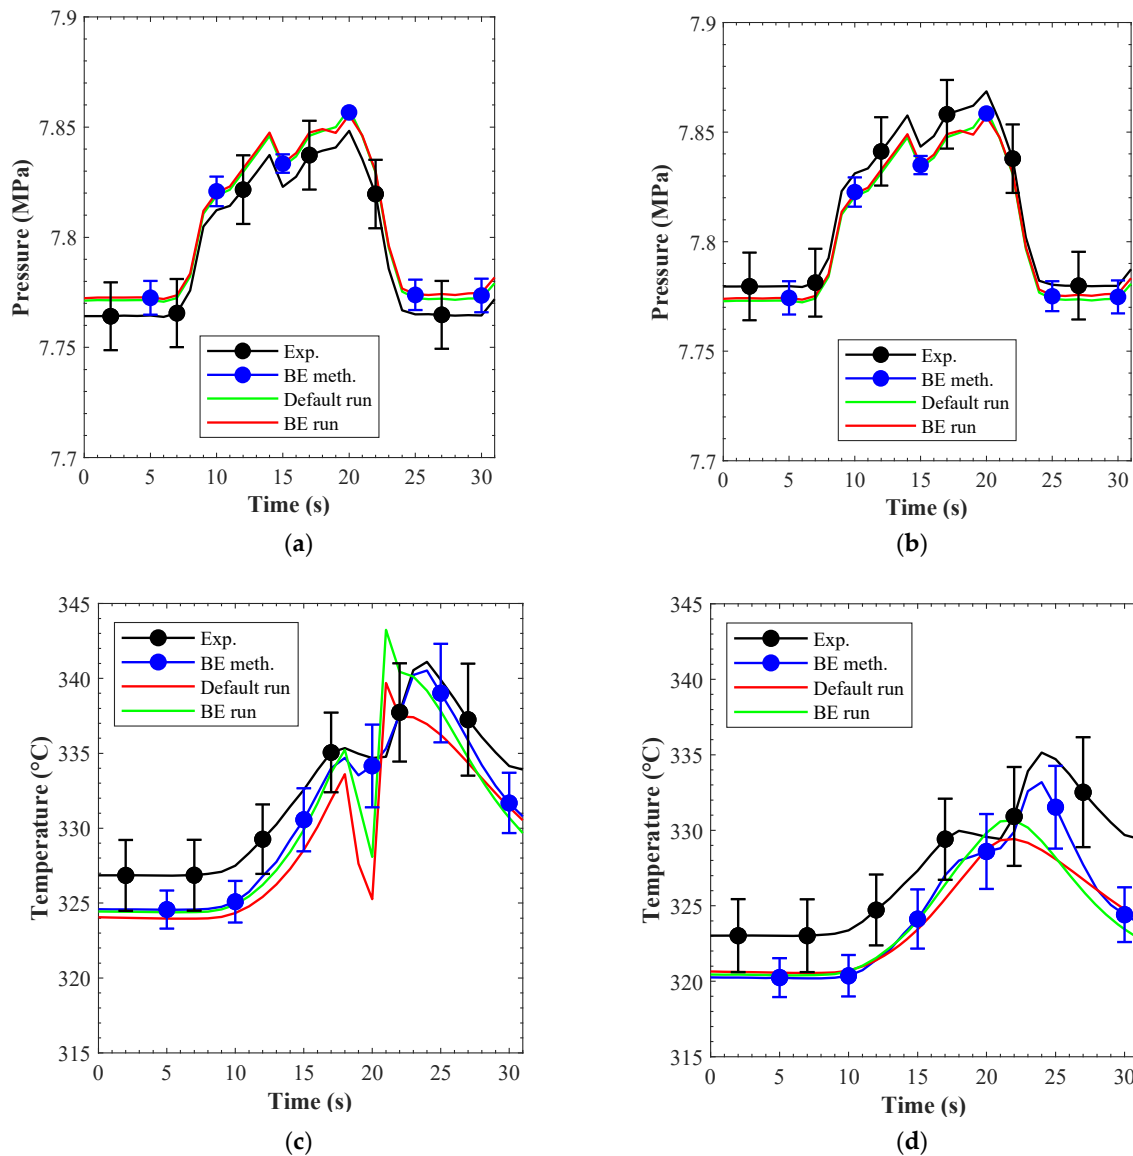 7.9
7.85
7.8
7.75
7.7
Pressure (MPa)
0 5 10 15 20 25 30
Time (s)
Exp.
BE meth.
Default run
BE run
(a)
7.9
7.85
7.8
7.75
7.7
Pressure (MPa)
0 5 10 15 20 25 30
Time (s)
Exp.
BE meth.
Default run
BE run
(b)
345
340
335
330
325
320
315
Temperature (°C)
0 5 10 15 20 25 30
Time (s)
Exp.
BE meth.
Default run
BE run
(c)
345
340
335
330
325
320
315
Temperature (°C)
0 5 10 15 20 25 30
Time (s)
Exp.
BE meth.
Default run
BE run
(d)